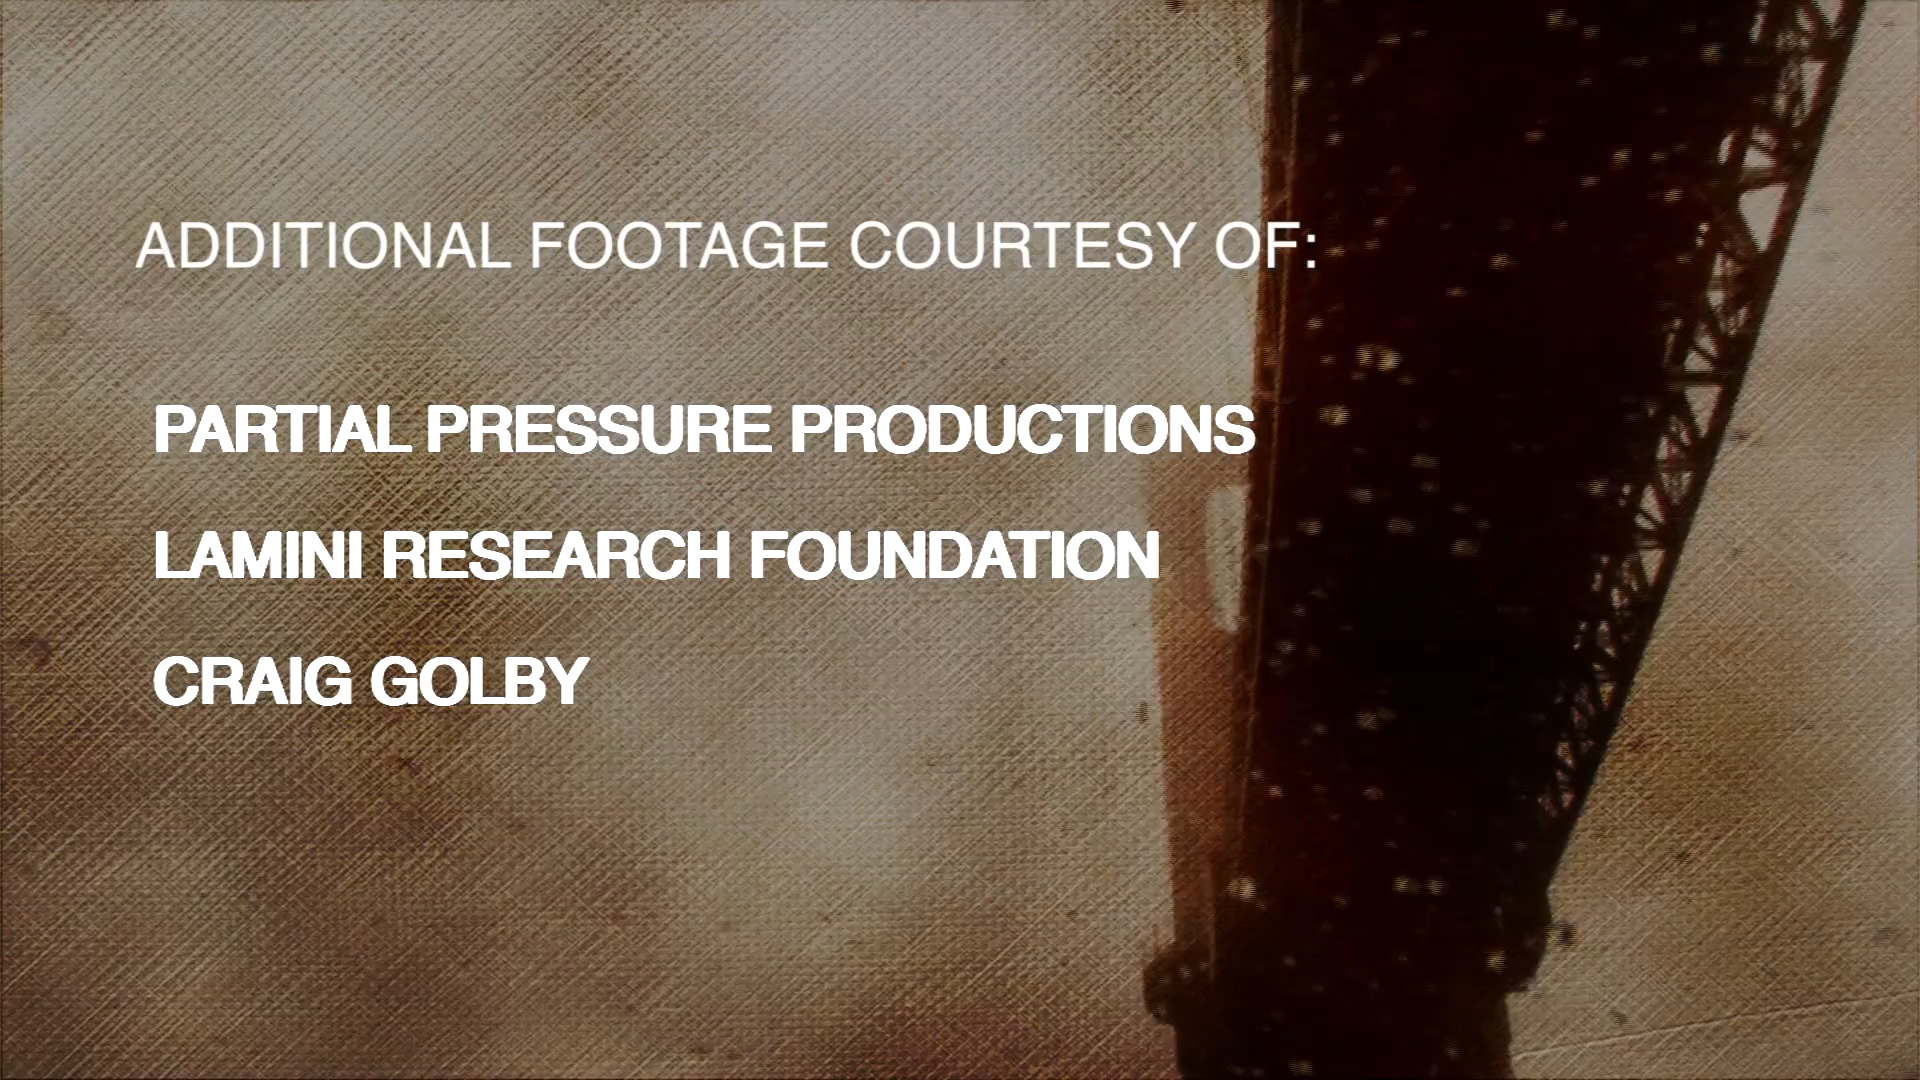 ADDITIONAL FOOTAGE COURTESY OF:
PARTIAL PRESSURE PRODUCTIONS
LAMINI RESEARCH FOUNDATION
CRAIG GOLBY